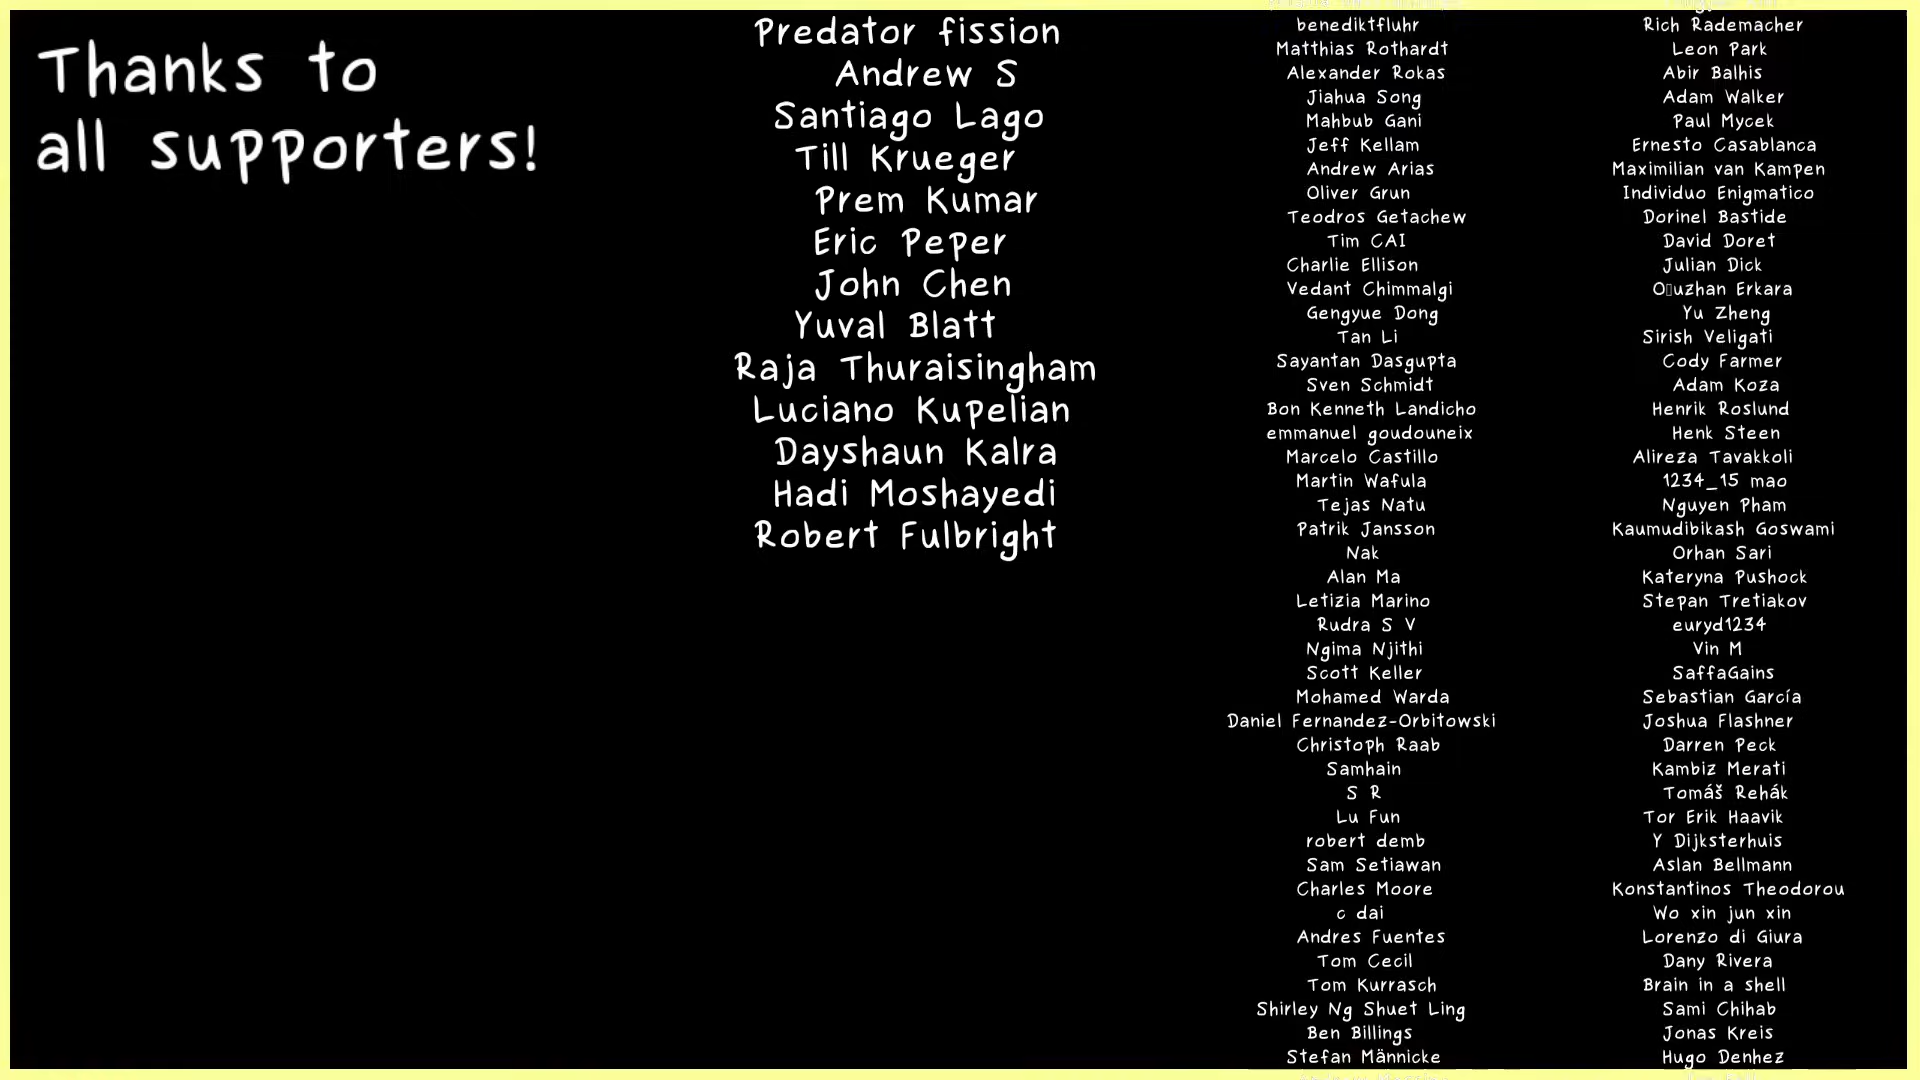 Thanks to
all supporters!
Predator fission
Andrew S
Santiago Lago
Till Krueger
Prem Kumar
Eric Peper
John Chen
Yuval Blatt
Raja Thuraisingham
Luciano Kupelian
Dayshaun Kalra
Hadi Moshayedi
Robert Fulbright
benediktfluhr
Matthias Rothardt
Alexander Rokas
Jiahua Song
Mahbub Gani
Jeff Kellam
Andrew Arias
Oliver Grun
Teodros Getachew
Tim CAI
Charlie Ellison
Vedant Chimmalgi
Gengyue Dong
Tan Li
Sayantan Dasgupta
Sven Schmidt
Bon Kenneth Landicho
emmanuel goudouneix
Marcelo Castillo
Martin Wafula
Tejas Natu
Patrik Jansson
Nak
Alan Ma
Letizia Marino
Rudra S V
Ngima Njithi
Scott Keller
Mohamed Warda
Daniel Fernandez-Orbitowski
Christoph Raab
Samhain
S R
Lu Fun
robert demb
Sam Setiawan
Charles Moore
c dai
Andres Fuentes
Tom Cecil
Tom Kurrasch
Shirley Ng Shuet Ling
Ben Billings
Stefan Männicke
Rich Rademacher
Leon Park
Abir Balhis
Adam Walker
Paul Mycek
Ernesto Casablanca
Maximilian van Kampen
Individuo Enigmatico
Dorinel Bastide
David Doret
Julian Dick
O▯uzhan Erkara
Yu Zheng
Sirish Veligati
Cody Farmer
Adam Koza
Henrik Roslund
Henk Steen
Alireza Tavakkoli
1234_15 mao
Nguyen Pham
Kaumudibikash Goswami
Orhan Sari
Kateryna Pushock
Stepan Tretiakov
euryd1234
Vin M
SaffaGains
Sebastian García
Joshua Flashner
Darren Peck
Kambiz Merati
Tomáš Rehák
Tor Erik Haavik
Y Dijksterhuis
Aslan Bellmann
Konstantinos Theodorou
Wo xin jun xin
Lorenzo di Giura
Dany Rivera
Brain in a shell
Sami Chihab
Jonas Kreis
Hugo Denhez